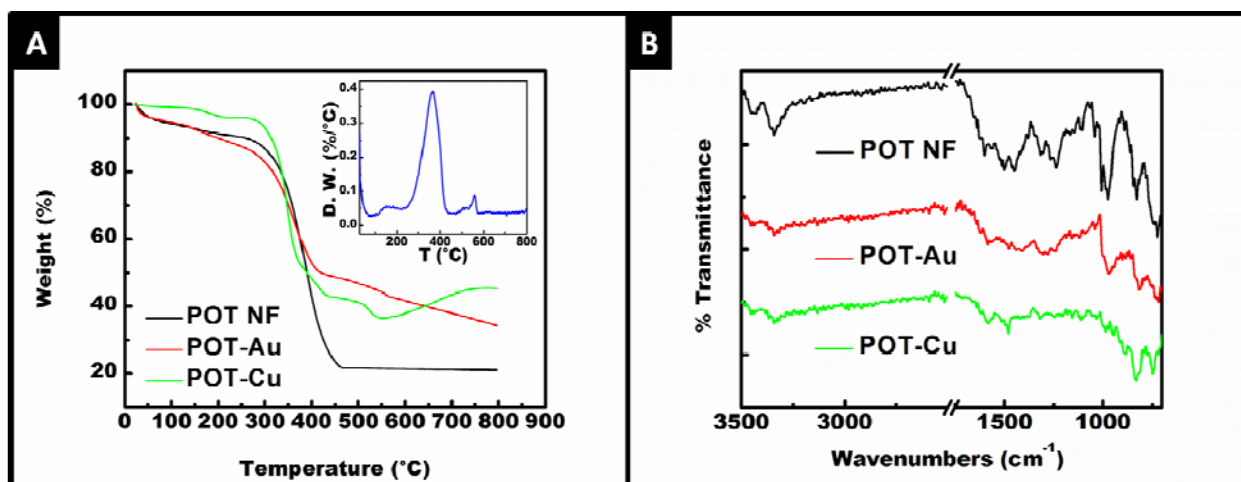 A
100
80
60
40
20
0 100 200 300 400 500 600 700 800 900
Weight (%)
Temperature (°C)
POT NF
POT-Au
POT-Cu
0.4
0.3
0.2
0.1
0.0
200 400 600 800
D. W. (%/°C)
T (°C)
B
% Transmittance
POT NF
POT-Au
POT-Cu
3500 3000 1500 1000
Wavenumbers (cm⁻¹)